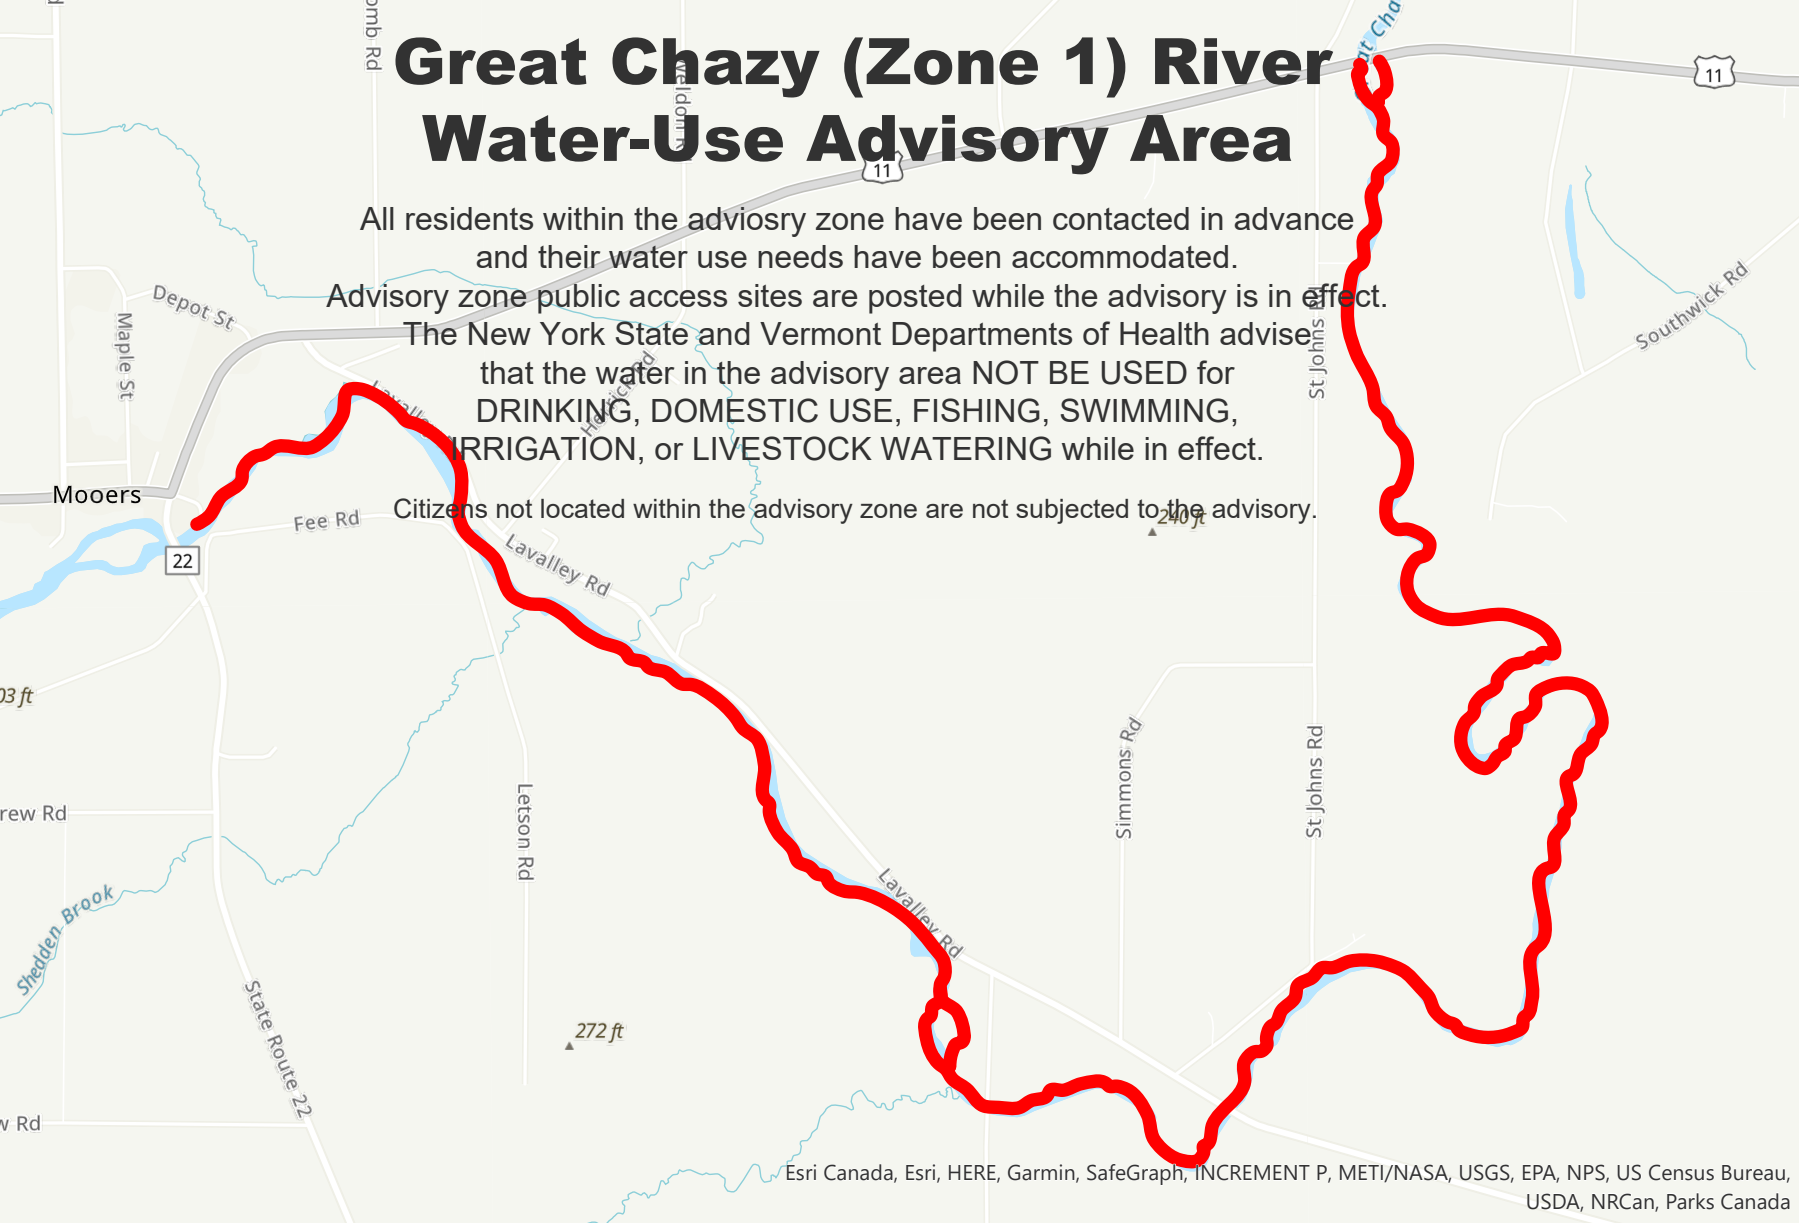 Great Chazy (Zone 1) River
Water-Use Advisory Area
All residents within the adviosry zone have been contacted in advance
and their water use needs have been accommodated.
Advisory zone public access sites are posted while the advisory is in effect.
The New York State and Vermont Departments of Health advise
that the water in the advisory area NOT BE USED for
DRINKING, DOMESTIC USE, FISHING, SWIMMING,
IRRIGATION, or LIVESTOCK WATERING while in effect.
Citizens not located within the advisory zone are not subjected to the advisory.
11
11
Depot St
Maple St
Mooers
22
Fee Rd
Lavalley Rd
Herrick Rd
240 ft
St Johns Rd
Southwick Rd
03 ft
rew Rd
Letson Rd
Simmons Rd
St Johns Rd
Lavalley Rd
Shedden Brook
State Route 22
272 ft
w Rd
Esri Canada, Esri, HERE, Garmin, SafeGraph, INCREMENT P, METI/NASA, USGS, EPA, NPS, US Census Bureau,
USDA, NRCan, Parks Canada